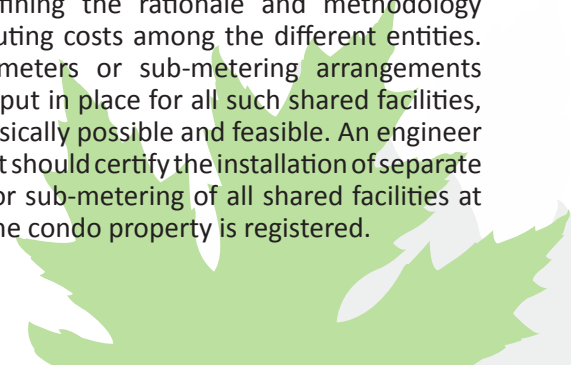 fining the rationale and methodology
uting costs among the different entities.
meters or sub-metering arrangements
put in place for all such shared facilities,
sically possible and feasible. An engineer
t should certify the installation of separate
or sub-metering of all shared facilities at
ne condo property is registered.